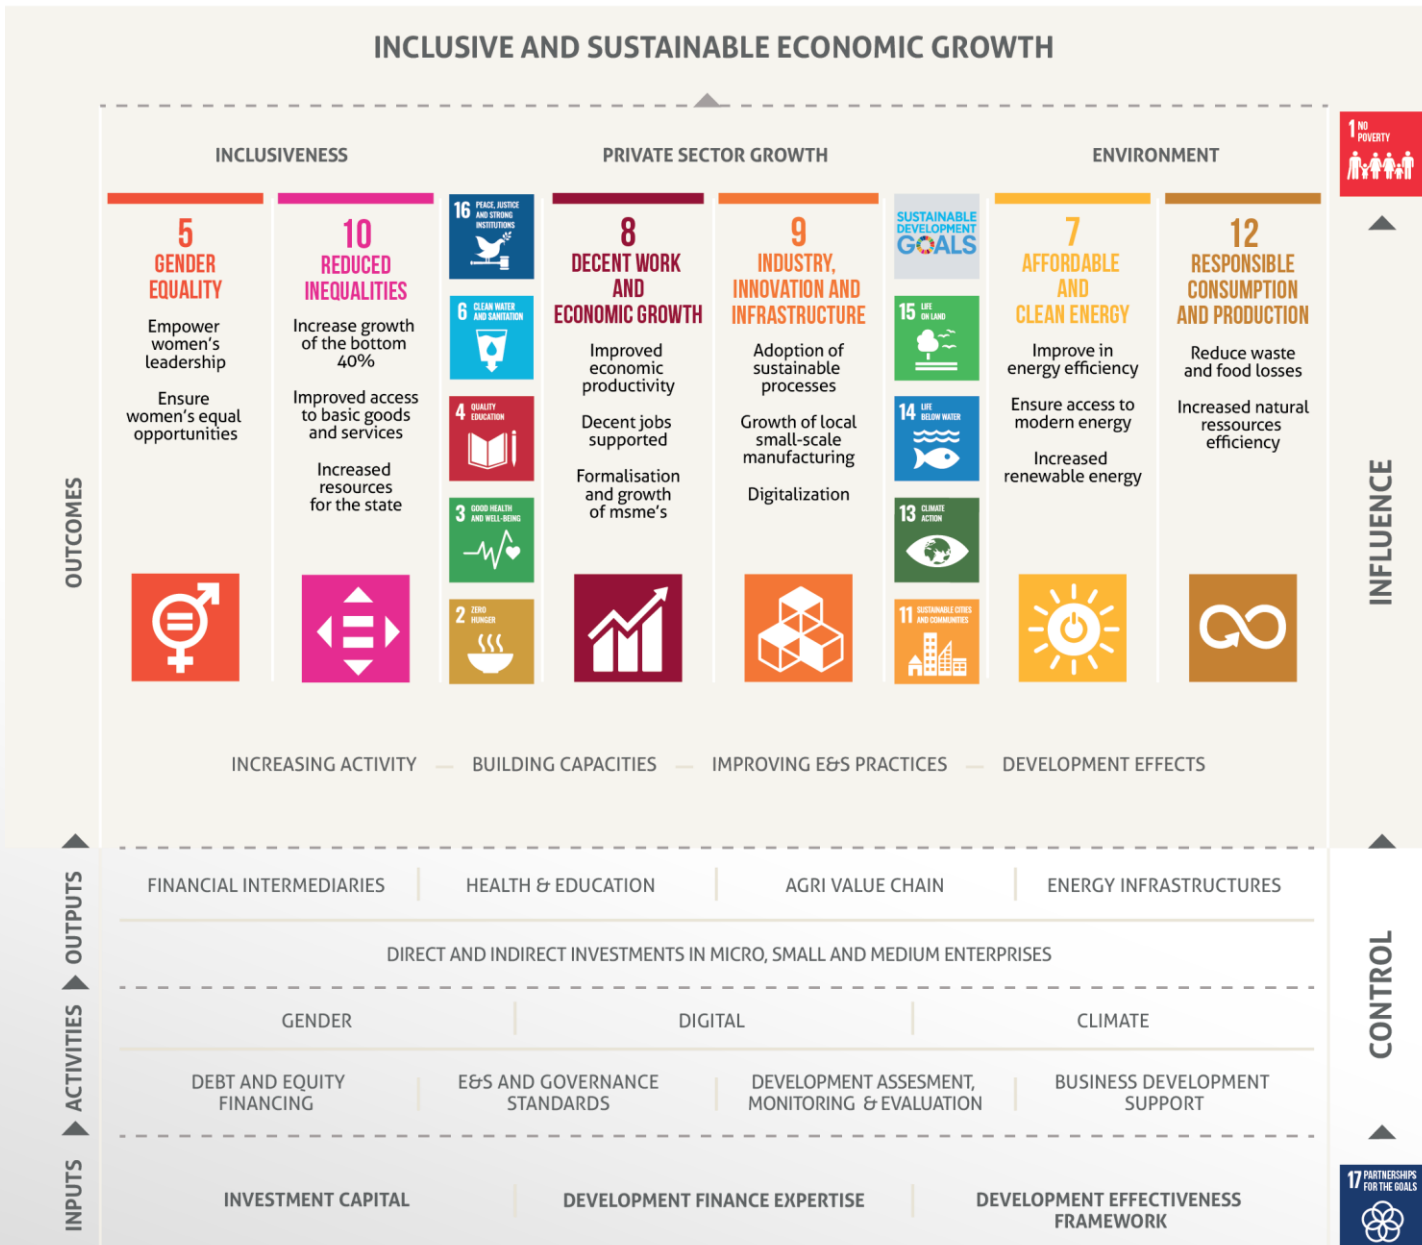 INCLUSIVE AND SUSTAINABLE ECONOMIC GROWTH
INCLUSIVENESS
PRIVATE SECTOR GROWTH
ENVIRONMENT
1 NO
POVERTY
5
GENDER
EQUALITY
Empower
women's
leadership
Ensure
women's equal
opportunities
10
REDUCED
INEQUALITIES
Increase growth
of the bottom
40%
Improved access
to basic goods
and services
Increased
resources
for the state
16 PEACE, JUSTICE
AND STRONG
INSTITUTIONS
6 CLEAN WATER
AND SANITATION
4 QUALITY
EDUCATION
3 GOOD HEALTH
AND WELL-BEING
2 ZERO
HUNGER
8
DECENT WORK
AND
ECONOMIC GROWTH
Improved
economic
productivity
Decent jobs
supported
Formalisation
and growth
of msme's
9
INDUSTRY,
INNOVATION AND
INFRASTRUCTURE
Adoption of
sustainable
processes
Growth of local
small-scale
manufacturing
Digitalization
SUSTAINABLE
DEVELOPMENT
GOALS
15 LIFE
ON LAND
14 LIFE
BELOW WATER
13 CLIMATE
ACTION
11 SUSTAINABLE CITIES
AND COMMUNITIES
7
AFFORDABLE
AND
CLEAN ENERGY
Improve in
energy efficiency
Ensure access to
modern energy
Increased
renewable energy
12
RESPONSIBLE
CONSUMPTION
AND PRODUCTION
Reduce waste
and food losses
Increased natural
ressources
efficiency
OUTCOMES
INFLUENCE
INCREASING ACTIVITY — BUILDING CAPACITIES — IMPROVING E&S PRACTICES — DEVELOPMENT EFFECTS
OUTPUTS
FINANCIAL INTERMEDIARIES
HEALTH & EDUCATION
AGRI VALUE CHAIN
ENERGY INFRASTRUCTURES
DIRECT AND INDIRECT INVESTMENTS IN MICRO, SMALL AND MEDIUM ENTERPRISES
CONTROL
ACTIVITIES
GENDER
DIGITAL
CLIMATE
DEBT AND EQUITY
FINANCING
E&S AND GOVERNANCE
STANDARDS
DEVELOPMENT ASSESMENT,
MONITORING & EVALUATION
BUSINESS DEVELOPMENT
SUPPORT
INPUTS
INVESTMENT CAPITAL
DEVELOPMENT FINANCE EXPERTISE
DEVELOPMENT EFFECTIVENESS
FRAMEWORK
17 PARTNERSHIPS
FOR THE GOALS